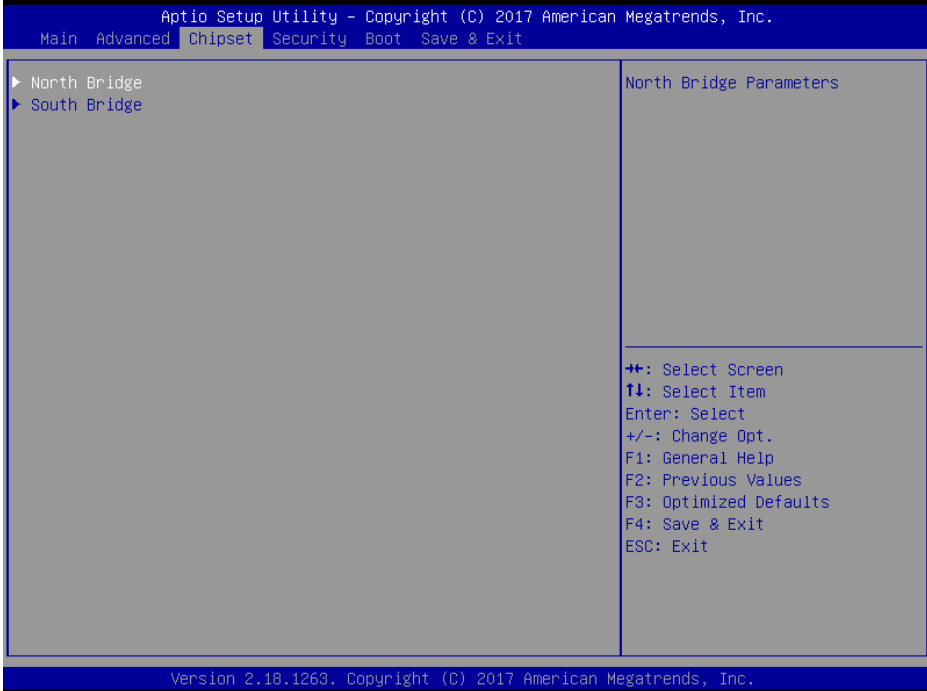 Aptio Setup Utility – Copyright (C) 2017 American Megatrends, Inc.
Main Advanced Chipset Security Boot Save & Exit
▶ North Bridge
▶ South Bridge
North Bridge Parameters
→←: Select Screen
↑↓: Select Item
Enter: Select
+/-: Change Opt.
F1: General Help
F2: Previous Values
F3: Optimized Defaults
F4: Save & Exit
ESC: Exit
Version 2.18.1263. Copyright (C) 2017 American Megatrends, Inc.